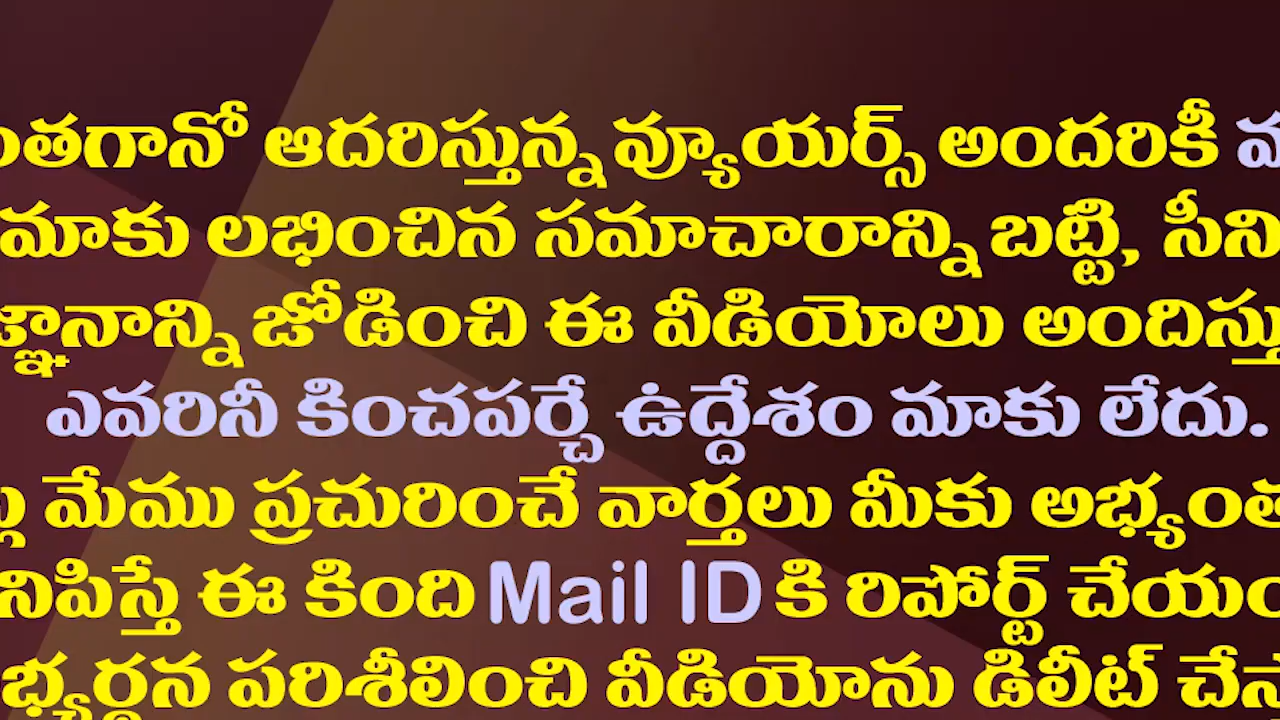 ఆదరిస్తున్న వ్యూయర్స్ అందరికీ
మాకు లభించిన సమాచారాన్ని బట్టి,
జోడించి ఈ వీడియోలు
ఎవరినీ కించపర్చే ఉద్దేశం మాకు లేదు.
మేము ప్రచురించే వార్తలు మీకు
ఈ కింది Mail ID కి రిపోర్ట్
పరిశీలించి వీడియోను డిలీట్